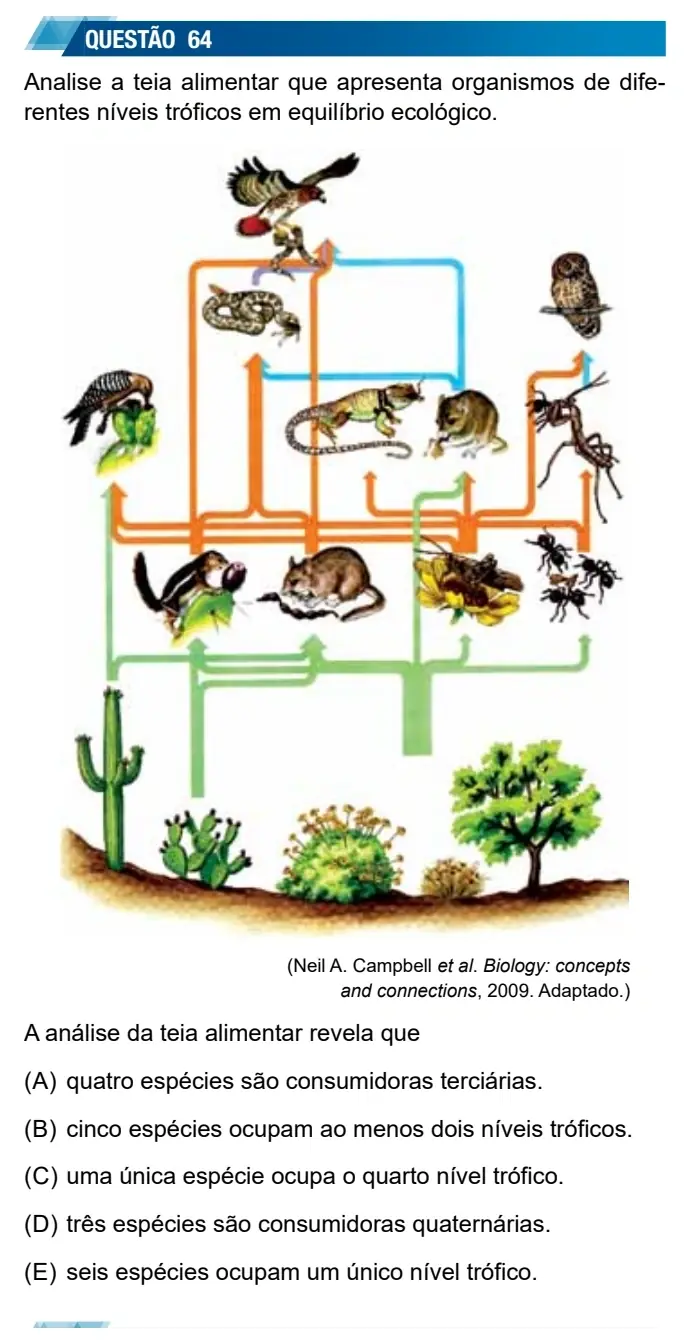 QUESTÃO 64
Analise a teia alimentar que apresenta organismos de dife-
rentes níveis tróficos em equilíbrio ecológico.
(Neil A. Campbell et al. Biology: concepts
and connections, 2009. Adaptado.)
A análise da teia alimentar revela que
(A) quatro espécies são consumidoras terciárias.
(B) cinco espécies ocupam ao menos dois níveis tróficos.
(C) uma única espécie ocupa o quarto nível trófico.
(D) três espécies são consumidoras quaternárias.
(E) seis espécies ocupam um único nível trófico.